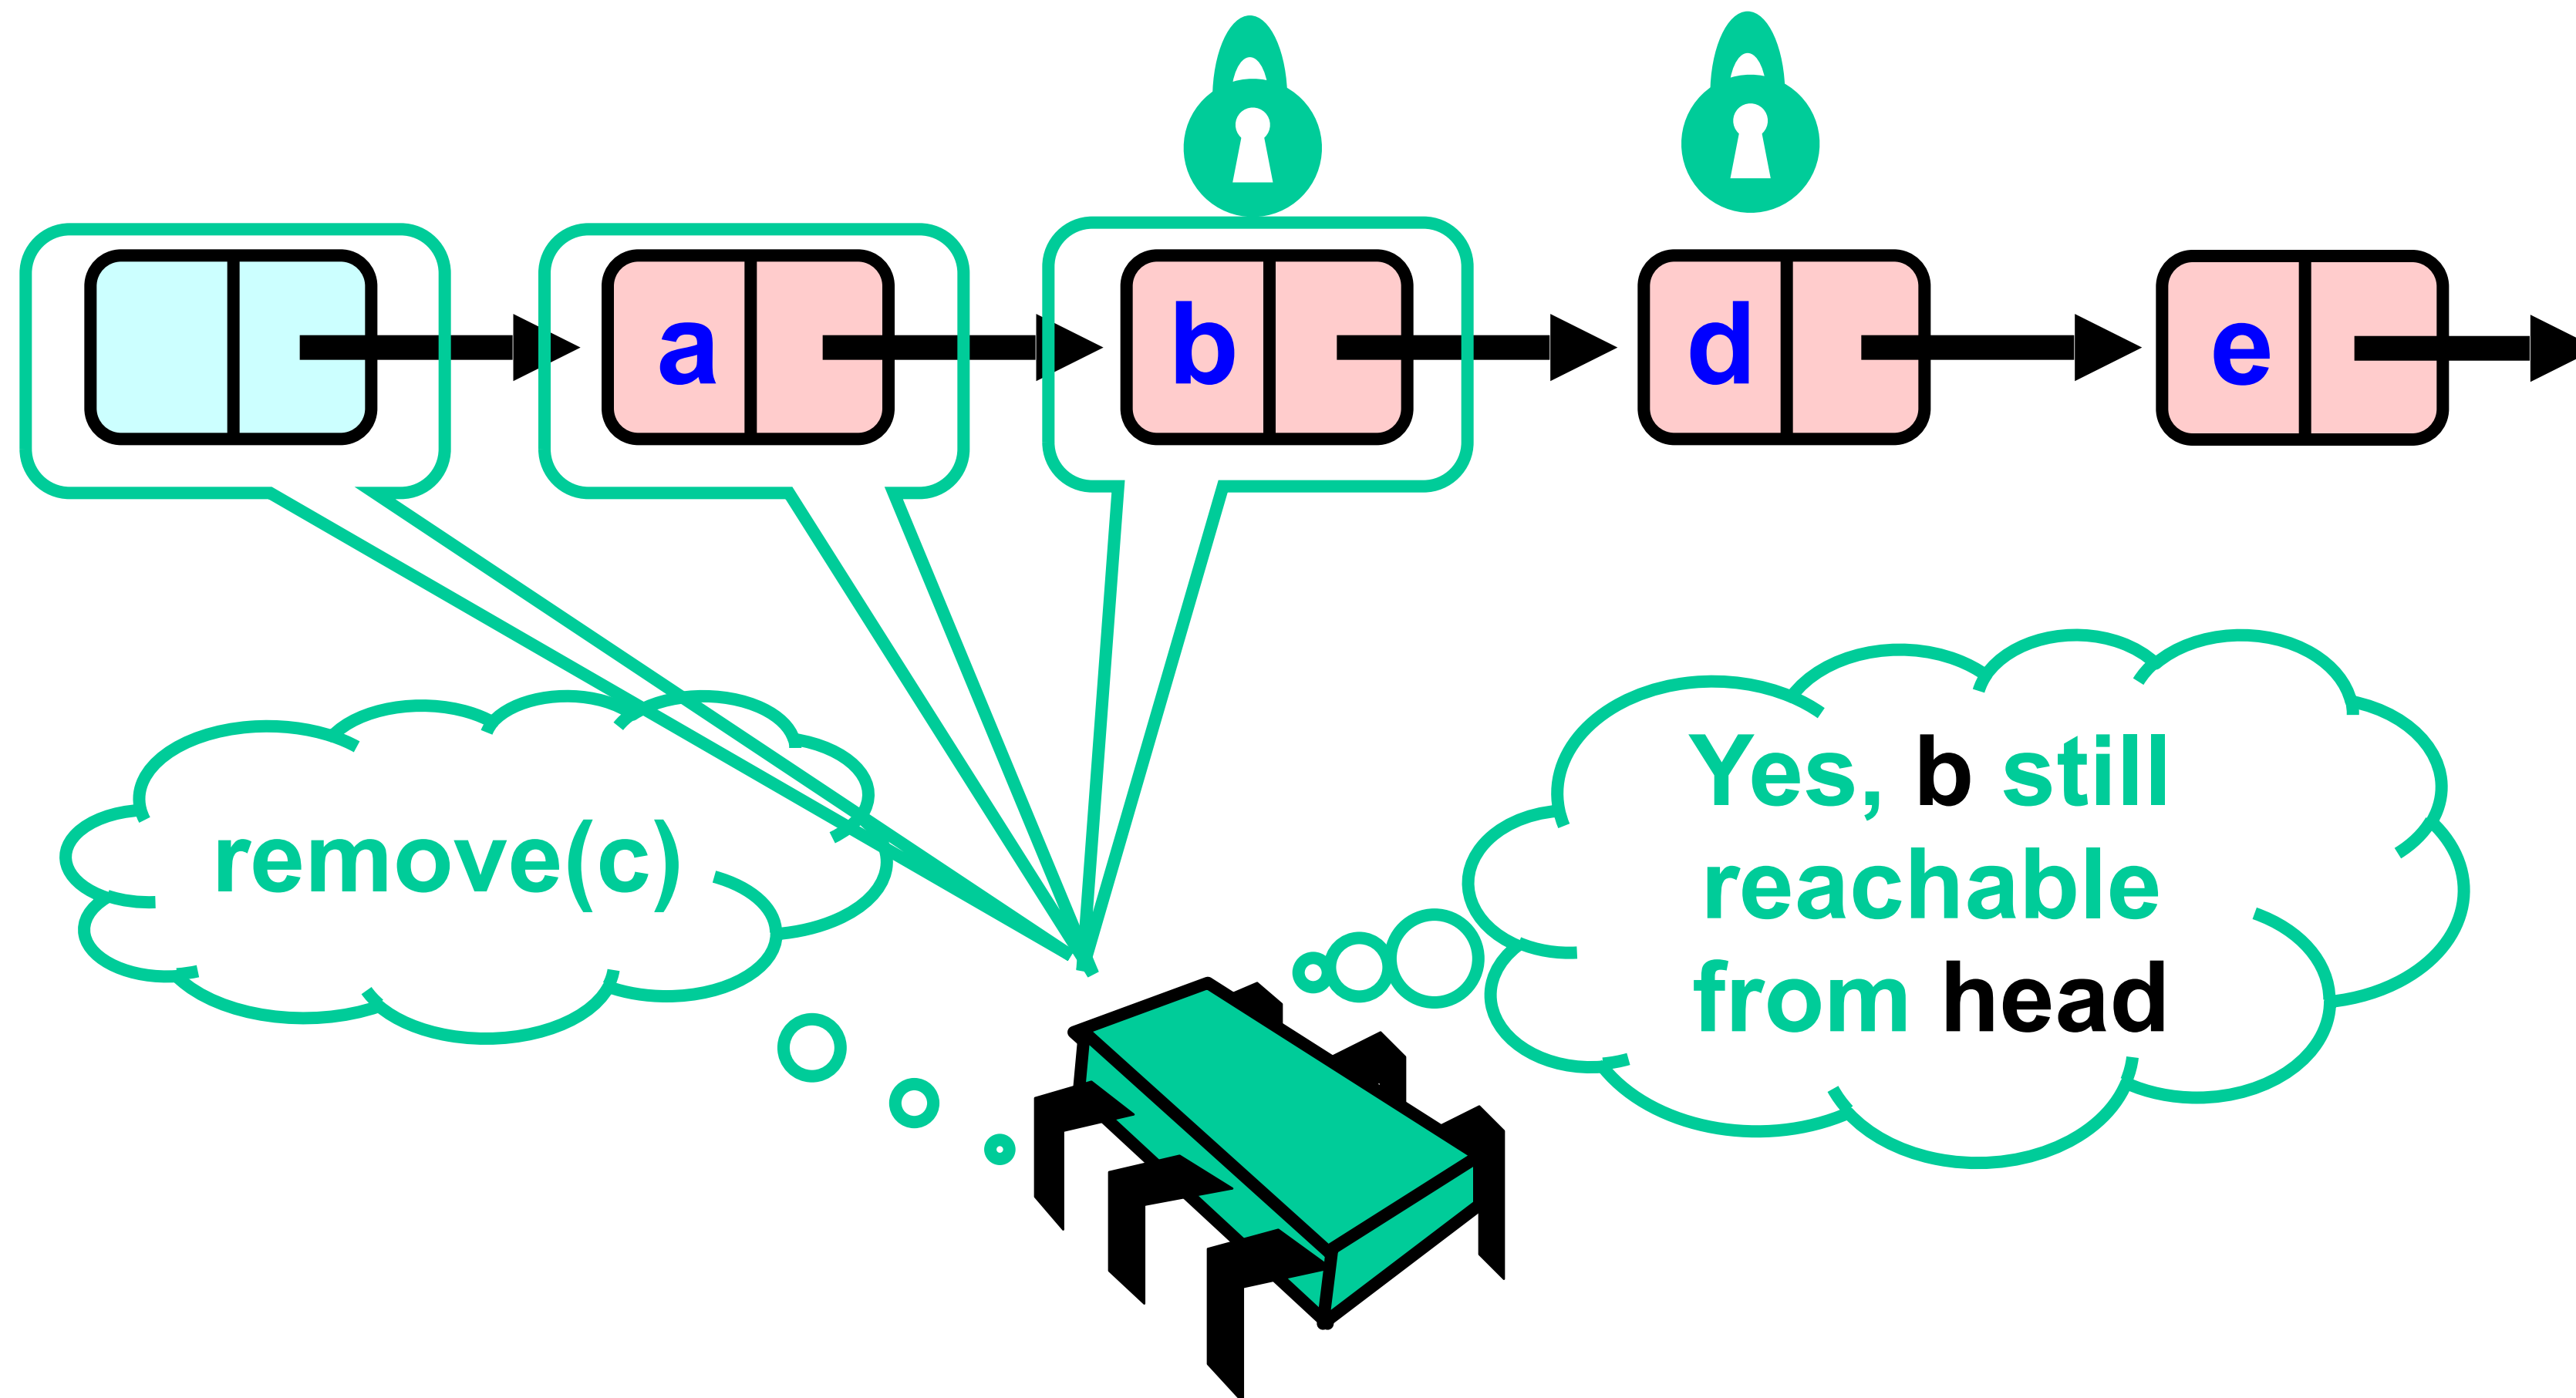 a
b
d
e
remove(c)
Yes, b still
reachable
from head